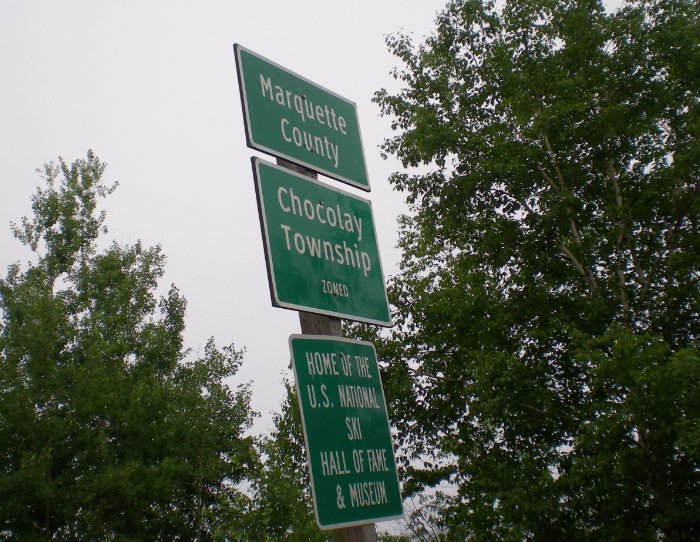 Marquette
County
Chocolay
Township
ZONED
HOME OF THE
U.S. NATIONAL
SKI
HALL OF FAME
& MUSEUM